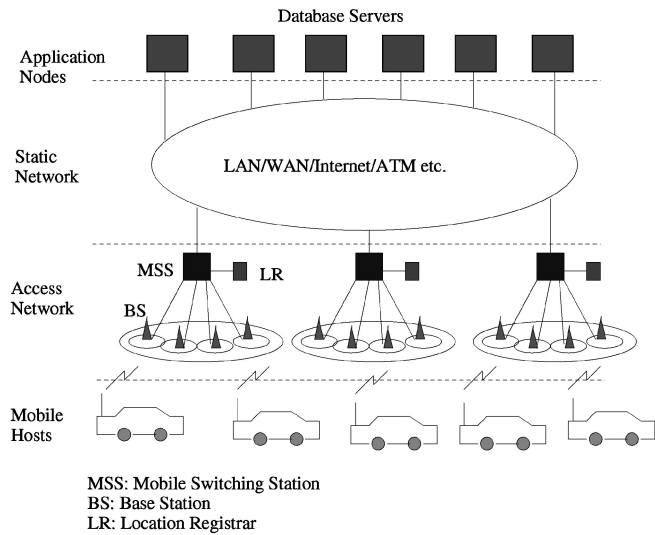 Database Servers
Application
Nodes
Static
Network
LAN/WAN/Internet/ATM etc.
MSS
LR
Access
Network
BS
Mobile
Hosts
MSS: Mobile Switching Station
BS: Base Station
LR: Location Registrar